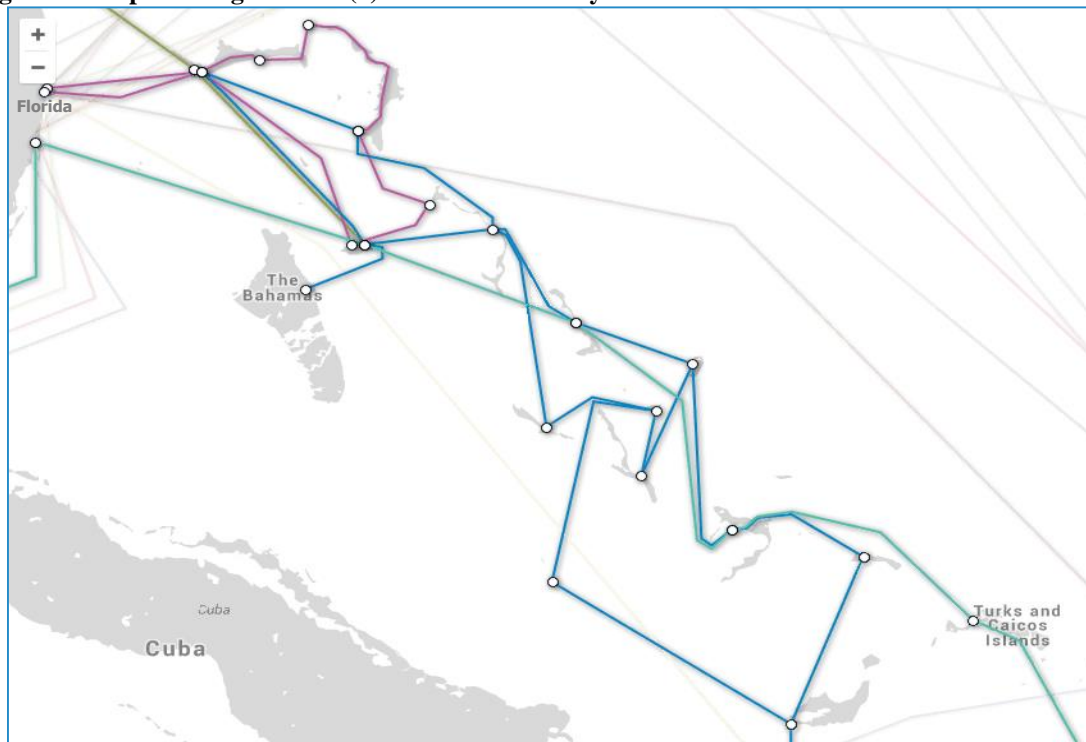 +
−
Florida
The
Bahamas
Cuba
Cuba
Turks and
Caicos
Islands